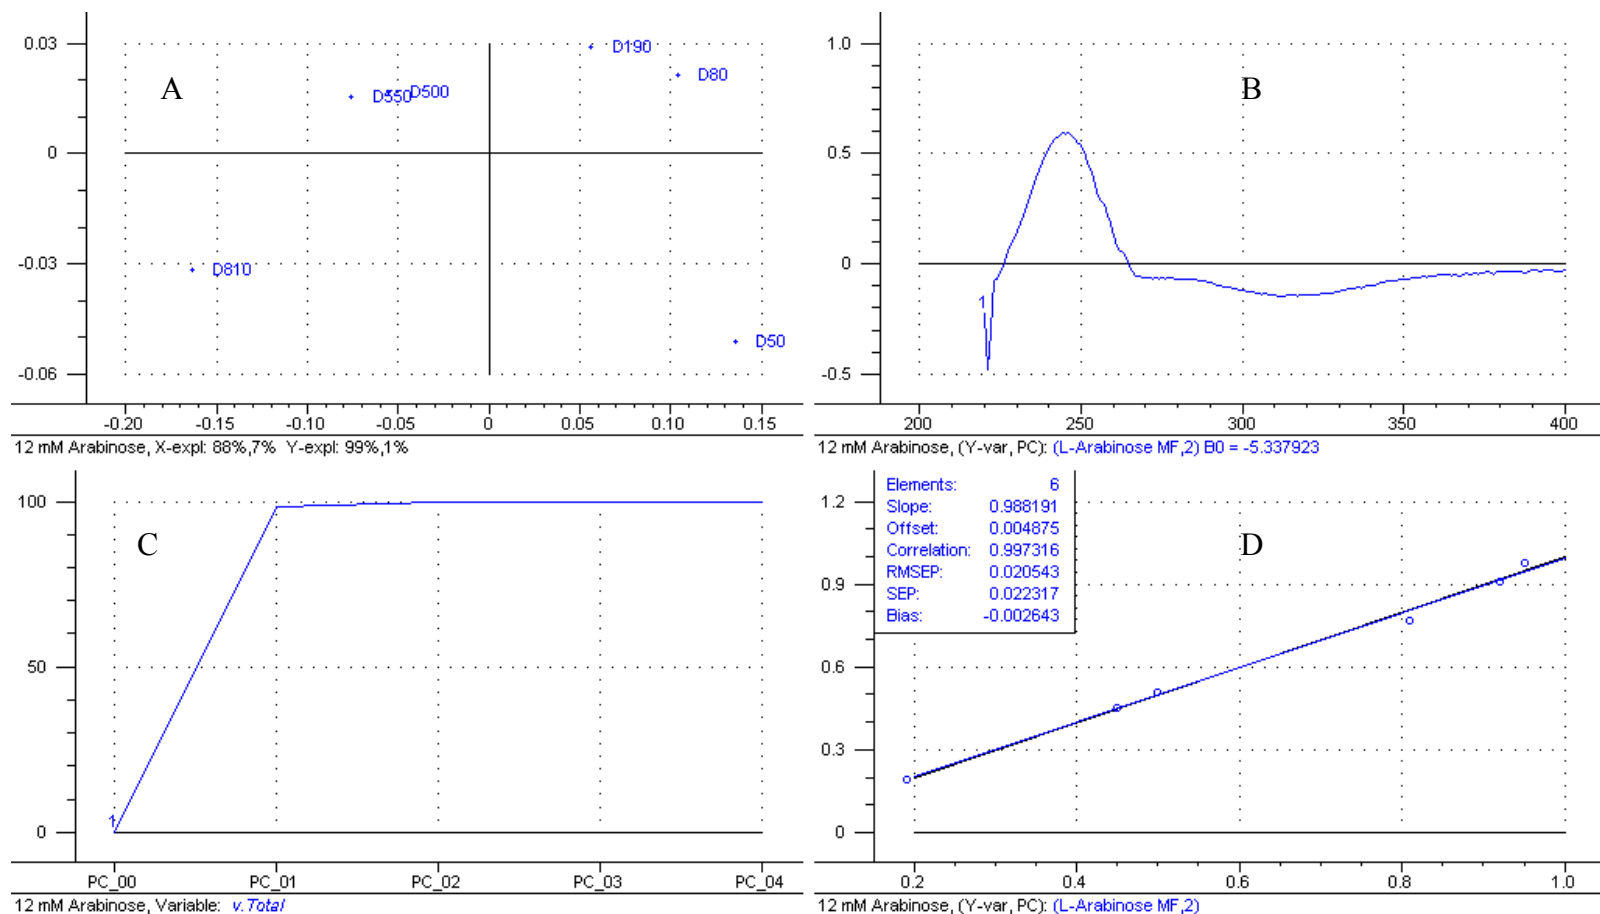 A
0.03
0
-0.03
-0.06
D190
D80
D550
D500
D810
D50
-0.20 -0.15 -0.10 -0.05 0 0.05 0.10 0.15
12 mM Arabinose, X-expl: 88%,7% Y-expl: 99%,1%
B
1.0
0.5
0
-0.5
1
200 250 300 350 400
12 mM Arabinose, (Y-var, PC): (L-Arabinose MF,2) B0 = -5.337923
C
100
50
0
1
PC_00 PC_01 PC_02 PC_03 PC_04
12 mM Arabinose, Variable: v.Total
D
Elements: 6
Slope: 0.988191
Offset: 0.004875
Correlation: 0.997316
RMSEP: 0.020543
SEP: 0.022317
Bias: -0.002643
1.2
0.9
0.6
0.3
0
0.2 0.4 0.6 0.8 1.0
12 mM Arabinose, (Y-var, PC): (L-Arabinose MF,2)